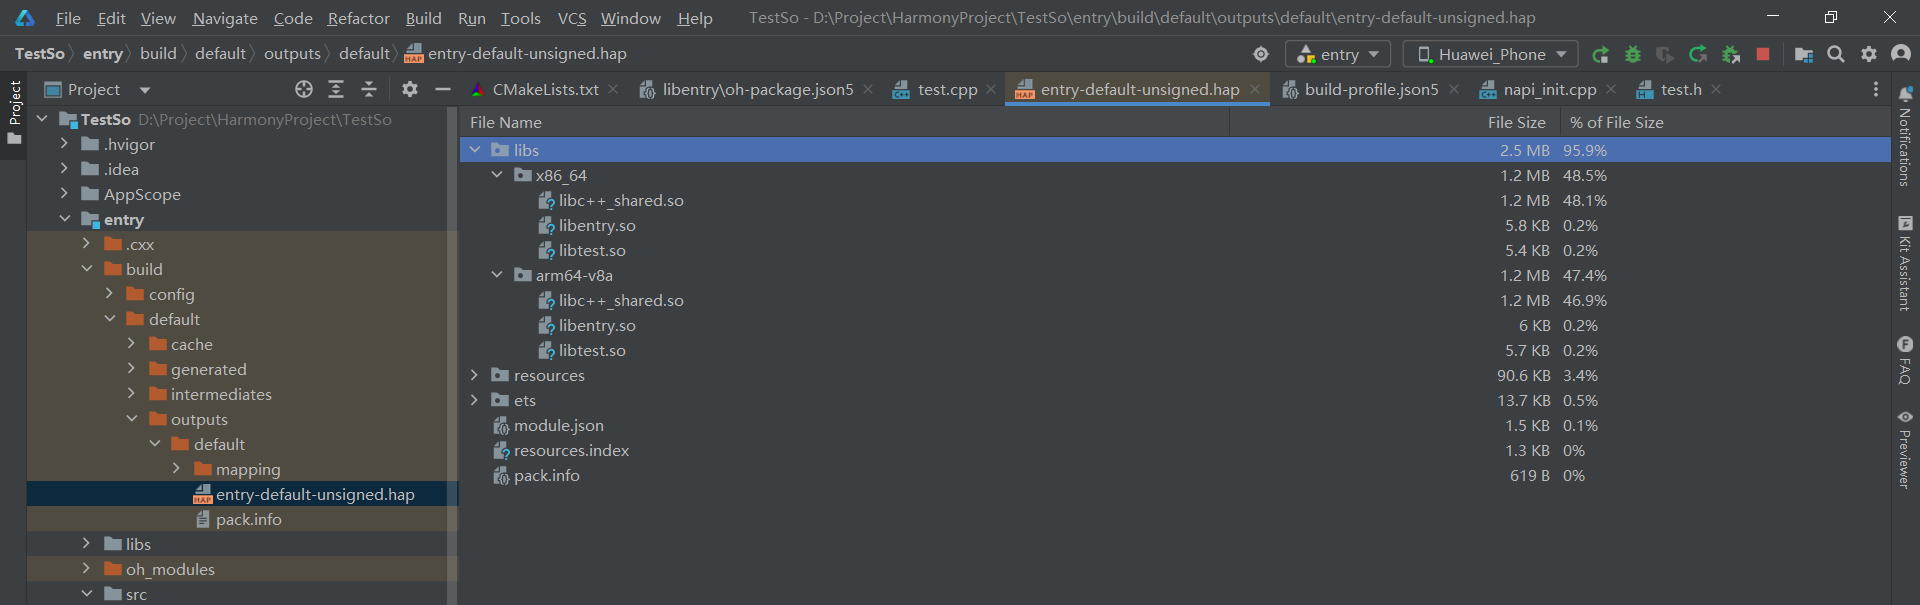 File Edit View Navigate Code Refactor Build Run Tools VCS Window Help TestSo - D:\Project\HarmonyProject\TestSo\entry\build\default\outputs\default\entry-default-unsigned.hap
TestSo entry build default outputs default entry-default-unsigned.hap entry Huawei_Phone
Project CMakeLists.txt libentry\oh-package.json5 test.cpp entry-default-unsigned.hap build-profile.json5 napi_init.cpp test.h
Project
TestSo D:\Project\HarmonyProject\TestSo
.hvigor
.idea
AppScope
entry
.cxx
build
config
default
cache
generated
intermediates
outputs
default
mapping
entry-default-unsigned.hap
pack.info
libs
oh_modules
src
File Name File Size % of File Size
libs 2.5 MB 95.9%
x86_64 1.2 MB 48.5%
libc++_shared.so 1.2 MB 48.1%
libentry.so 5.8 KB 0.2%
libtest.so 5.4 KB 0.2%
arm64-v8a 1.2 MB 47.4%
libc++_shared.so 1.2 MB 46.9%
libentry.so 6 KB 0.2%
libtest.so 5.7 KB 0.2%
resources 90.6 KB 3.4%
ets 13.7 KB 0.5%
module.json 1.5 KB 0.1%
resources.index 1.3 KB 0%
pack.info 619 B 0%
Notifications
Kit Assistant
FAQ
Previewer